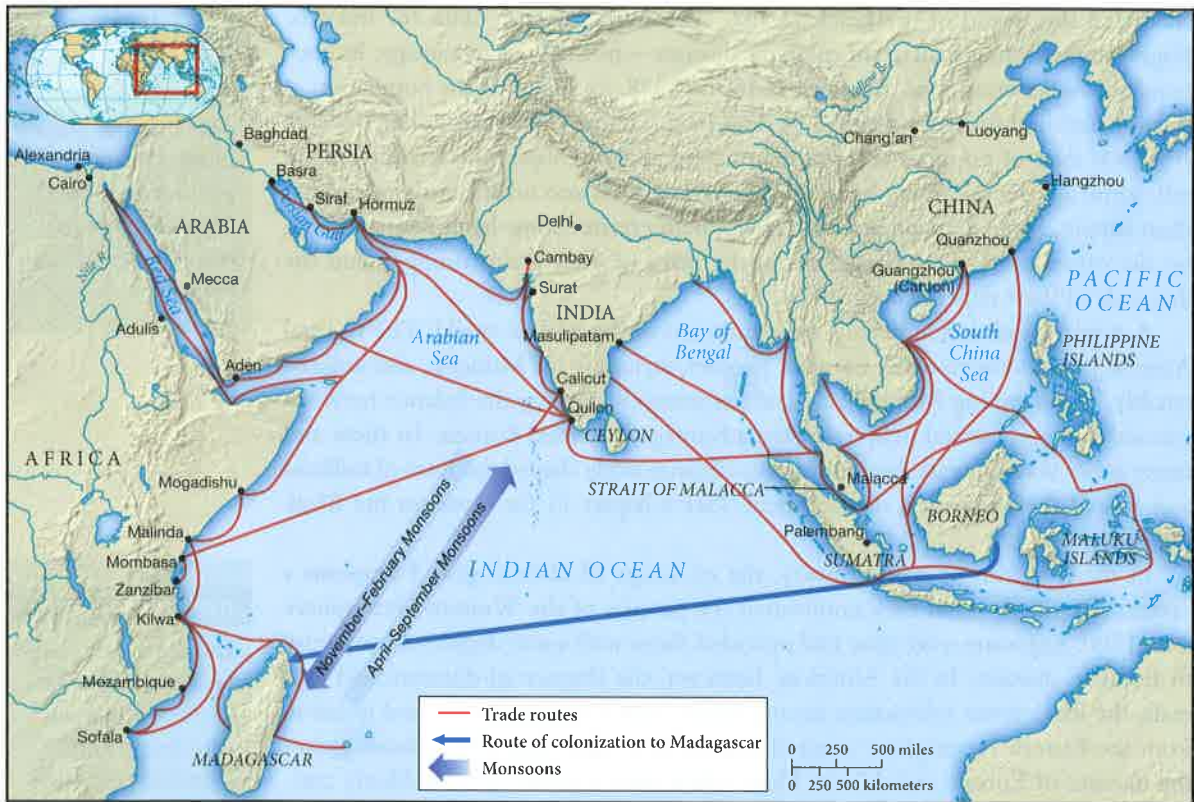 Alexandria
Cairo
Baghdad
PERSIA
Basra
Siraf
Hormuz
Persian Gulf
ARABIA
Nile R.
Red Sea
Mecca
Adulis
Aden
AFRICA
Mogadishu
Malinda
Mombasa
Zanzibar
Kilwa
Mozambique
Sofala
MADAGASCAR
Arabian
Sea
Delhi
Cambay
Surat
INDIA
Masulipatam
Calicut
Quilon
CEYLON
Bay of
Bengal
Yellow R.
Chang'an
Luoyang
Hangzhou
CHINA
Quanzhou
Guangzhou
(Canton)
PACIFIC
OCEAN
South
China
Sea
PHILIPPINE
ISLANDS
STRAIT OF MALACCA
Malacca
Palembang
SUMATRA
BORNEO
MALUKU
ISLANDS
INDIAN OCEAN
November-February Monsoons
April-September Monsoons
Trade routes
Route of colonization to Madagascar
Monsoons
0 250 500 miles
0 250 500 kilometers